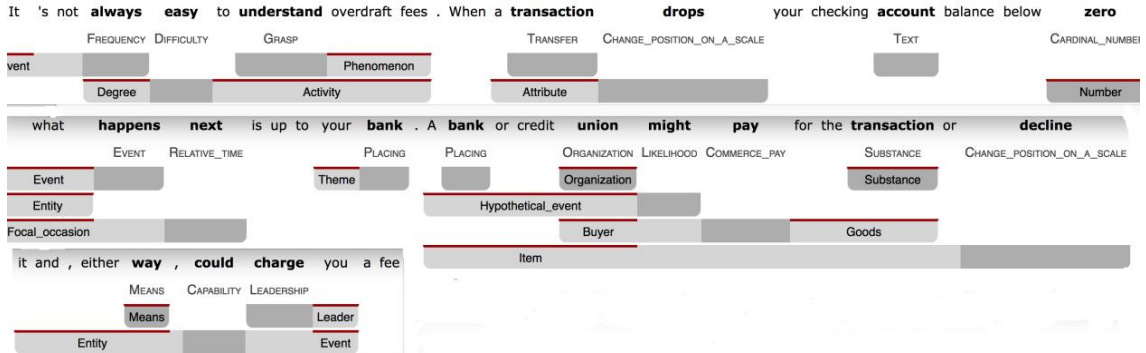 It 's not always easy to understand overdraft fees . When a transaction drops your checking account balance below zero
FREQUENCY DIFFICULTY GRASP TRANSFER CHANGE_POSITION_ON_A_SCALE TEXT CARDINAL_NUMBER
vent Phenomenon
Degree Activity Attribute Number
what happens next is up to your bank . A bank or credit union might pay for the transaction or decline
EVENT RELATIVE_TIME PLACING PLACING ORGANIZATION LIKELIHOOD COMMERCE_PAY SUBSTANCE CHANGE_POSITION_ON_A_SCALE
Event Theme Organization Substance
Entity Hypothetical_event
Focal_occasion Buyer Goods
Item
it and , either way , could charge you a fee
MEANS CAPABILITY LEADERSHIP
Means Leader
Entity Event